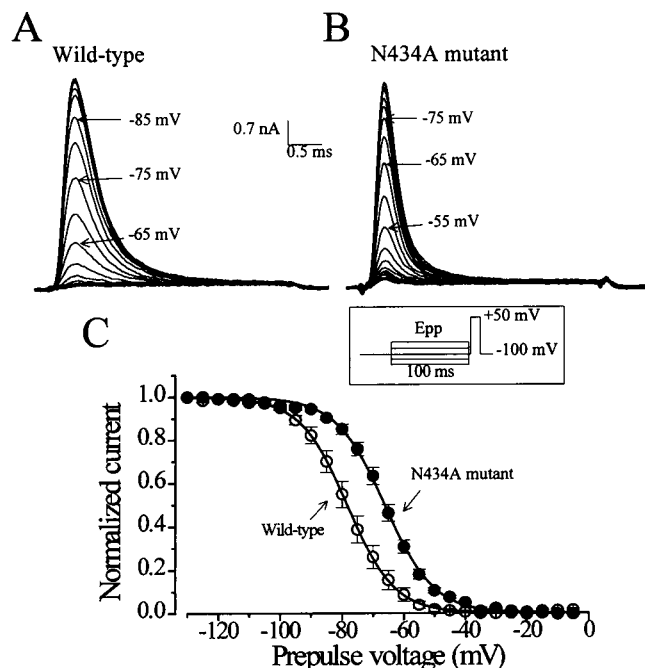 A
Wild-type
-85 mV
-75 mV
-65 mV
0.7 nA
0.5 ms
B
N434A mutant
-75 mV
-65 mV
-55 mV
Epp
+50 mV
-100 mV
100 ms
C
Normalized current
1.0
0.8
0.6
0.4
0.2
0.0
N434A mutant
Wild-type
-120 -100 -80 -60 -40 -20 0
Prepulse voltage (mV)